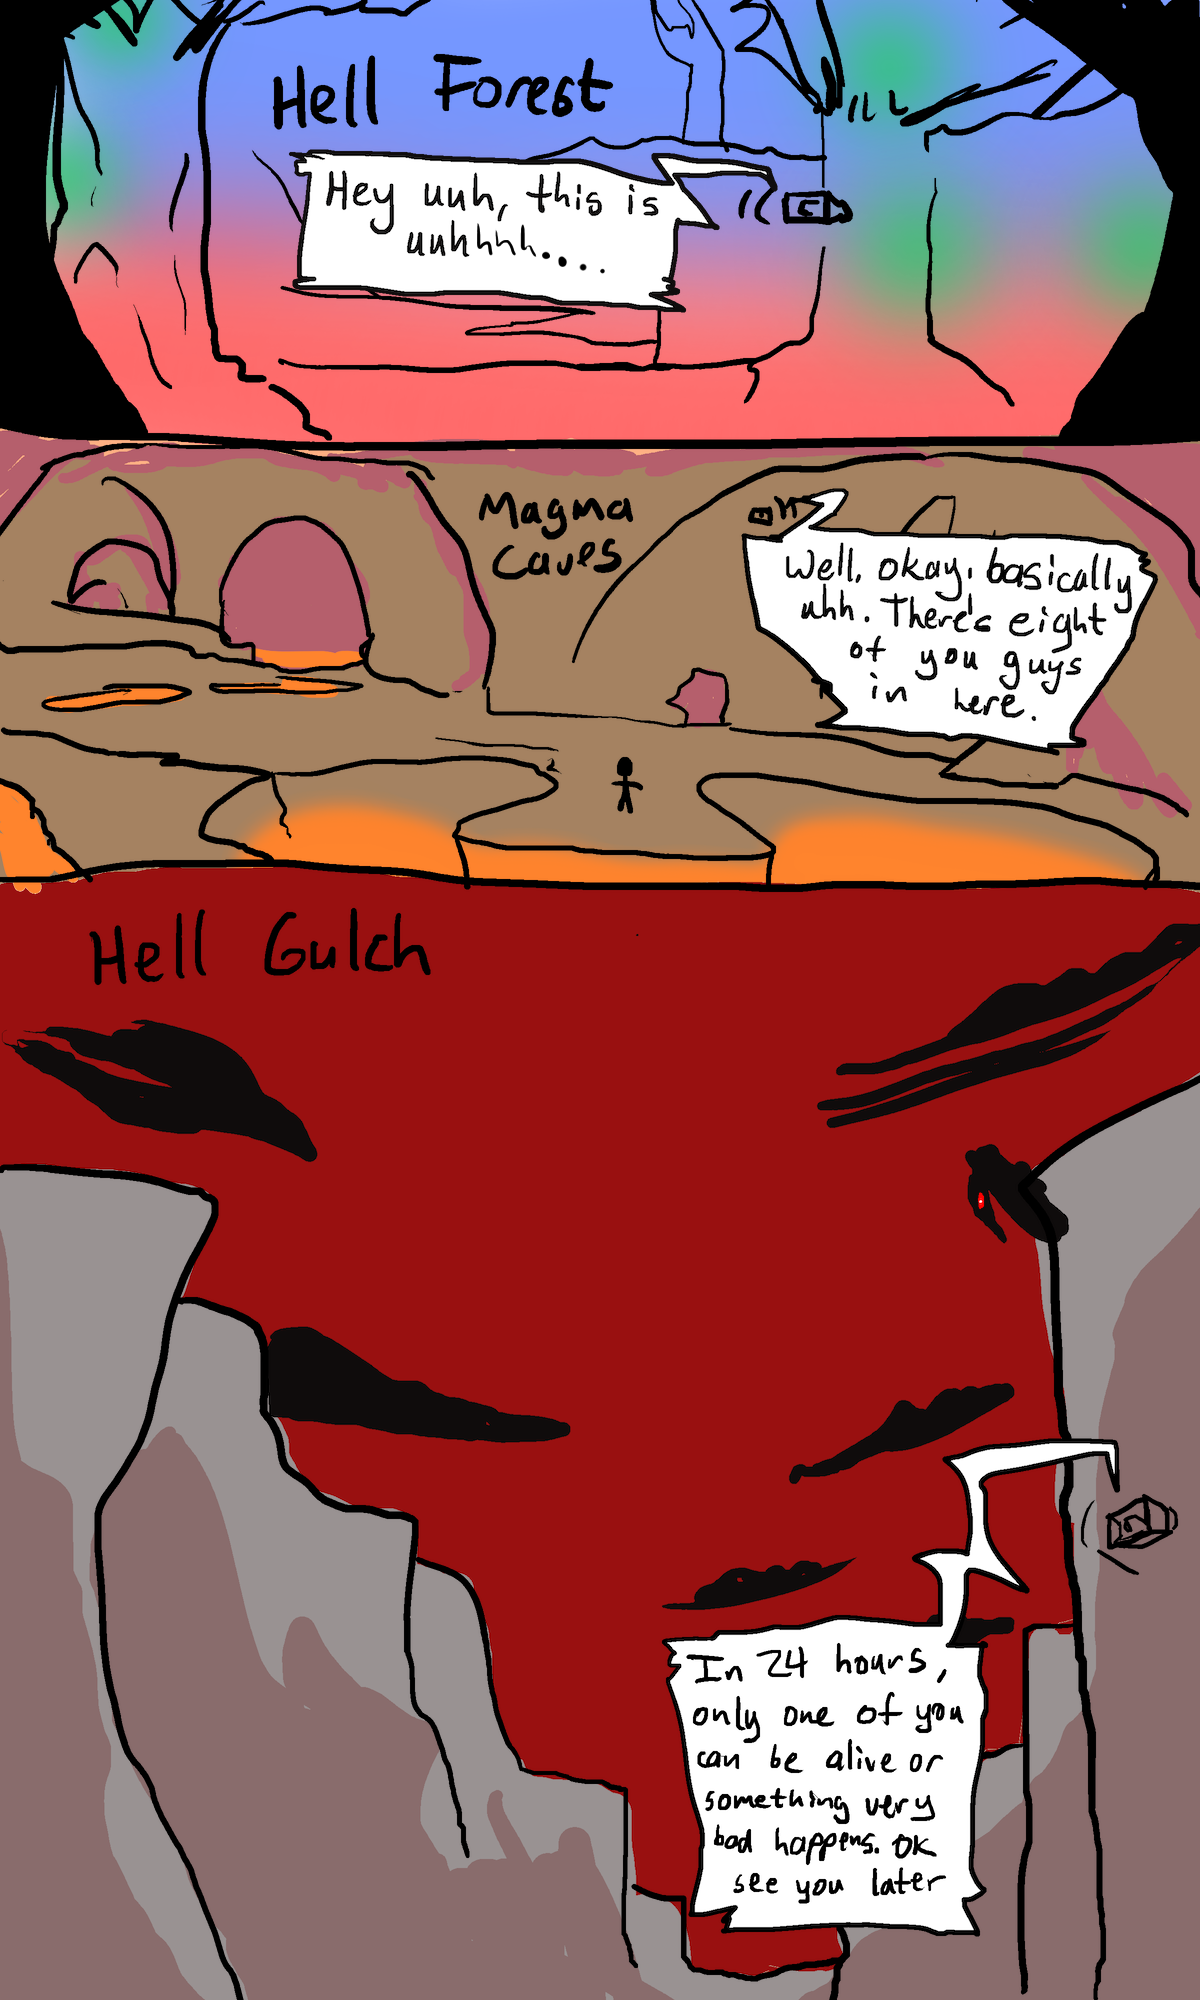 Hell Forest
Hey uuh, this is
uuhhhh....
Magma
Caves
Well, okay, basically
uhh. There's eight
of you guys
in here.
Hell Gulch
In 24 hours,
only one of you
can be alive or
something very
bad happens. OK
see you later